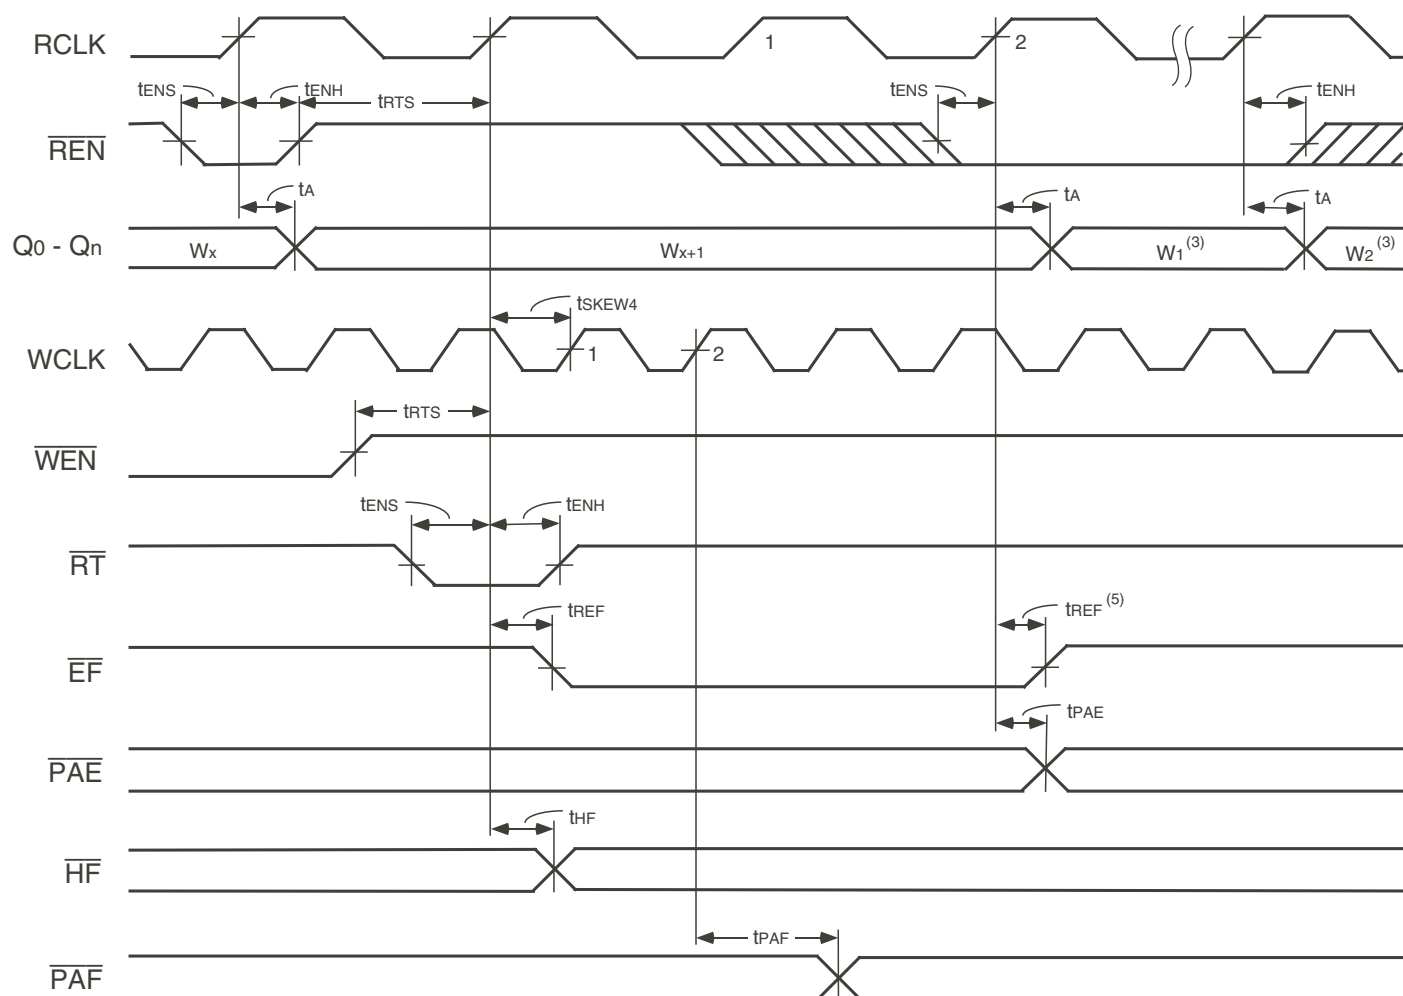 RCLK
1
2
tENS
tENH
tRTS
tENS
tENH
REN
tA
tA
tA
Q0 - Qn
Wx
Wx+1
W1(3)
W2(3)
tSKEW4
WCLK
1
2
tRTS
WEN
tENS
tENH
RT
tREF
tREF(5)
EF
tPAE
PAE
tHF
HF
tPAF
PAF